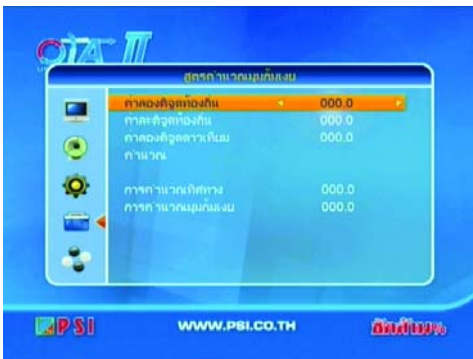 OTA II
สูตรคำนวณมุมก้มเงย
ค่าลองติจูดท้องถิ่น 000.0
ค่าละติจูดท้องถิ่น 000.0
ค่าลองติจูดดาวเทียม 000.0
คำนวณ
การคำนวณทิศทาง 000.0
การคำนวณมุมก้มเงย 000.0
PSI WWW.PSI.CO.TH